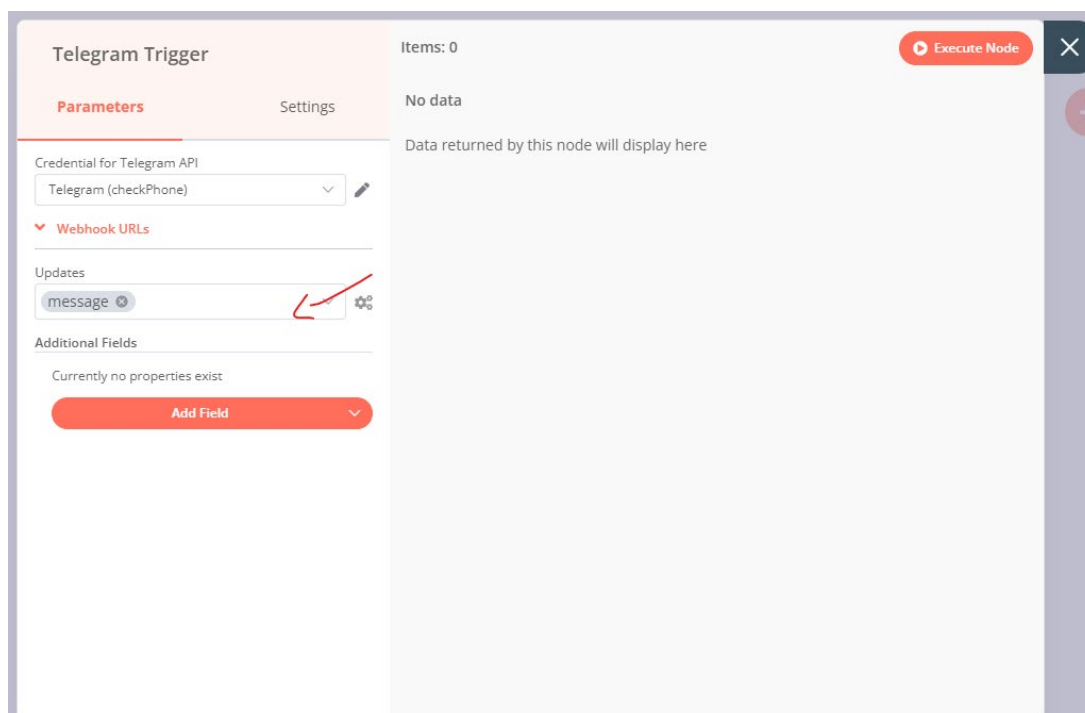 Telegram Trigger
Items: 0
Execute Node
Parameters
Settings
No data
Data returned by this node will display here
Credential for Telegram API
Telegram (checkPhone)
Webhook URLs
Updates
message
Additional Fields
Currently no properties exist
Add Field